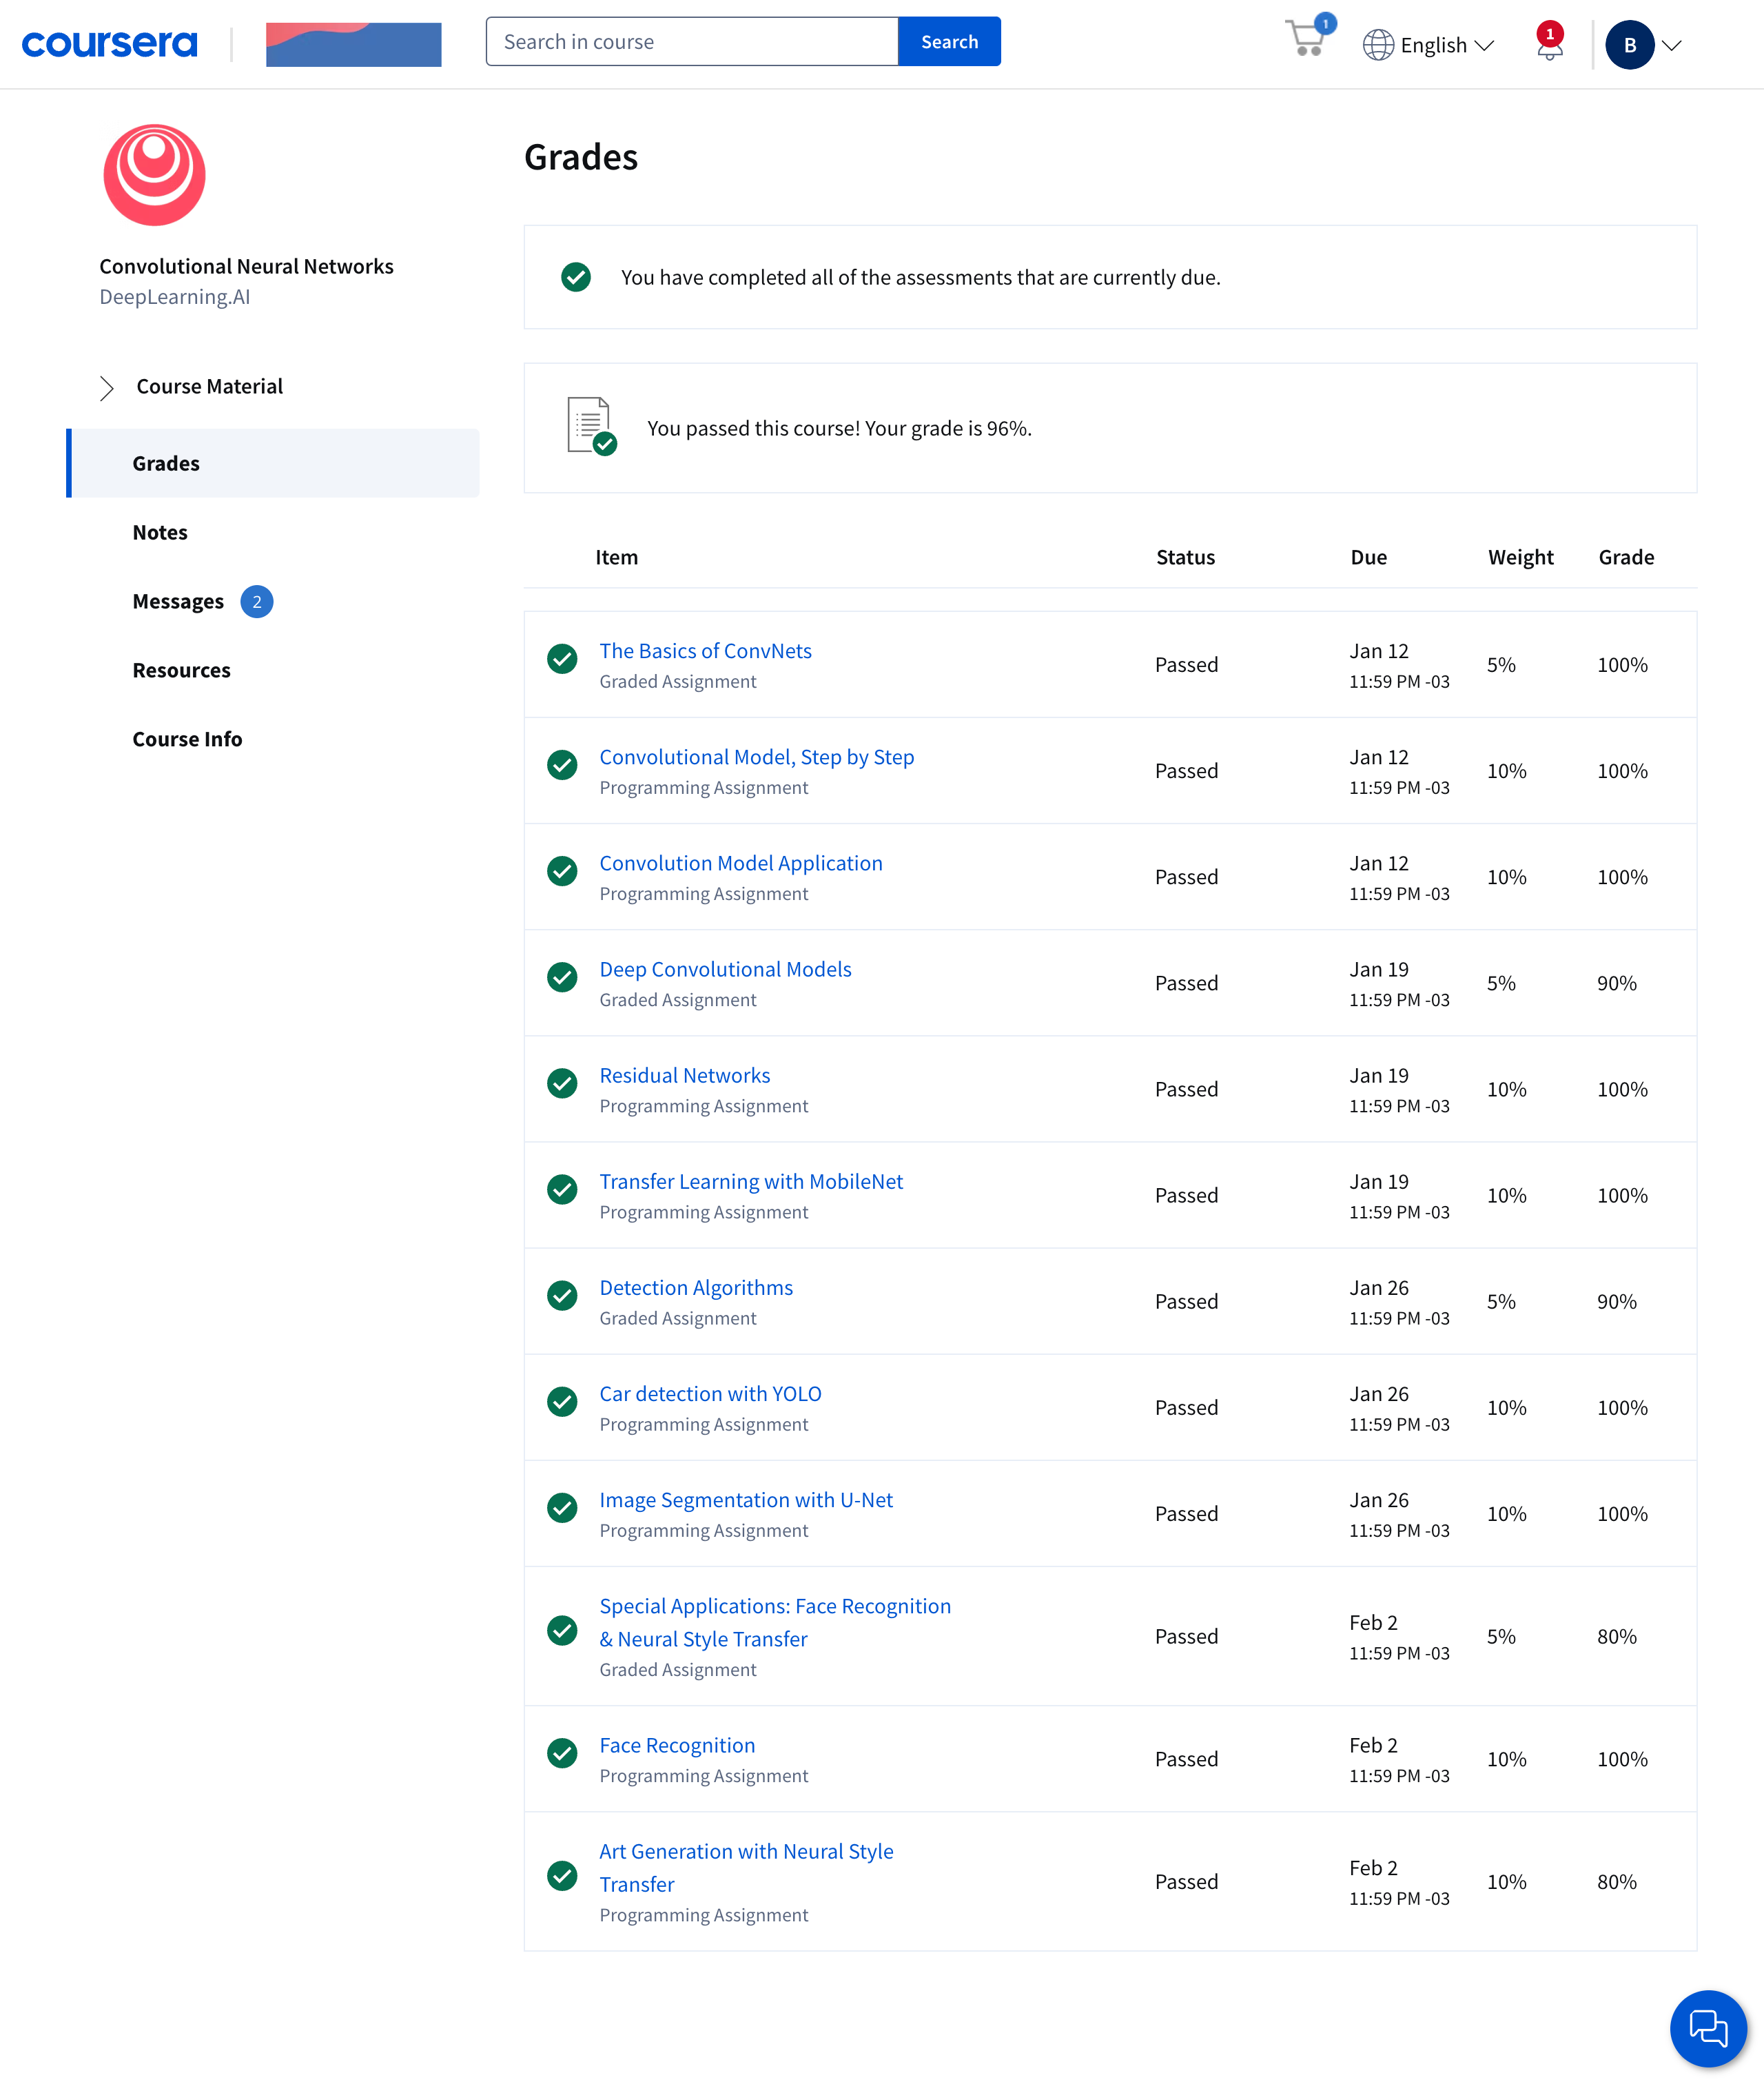 coursera
Search in course
Search
1
English
1
B
Convolutional Neural Networks
DeepLearning.AI
Course Material
Grades
Notes
Messages 2
Resources
Course Info
Grades
You have completed all of the assessments that are currently due.
You passed this course! Your grade is 96%.
Item Status Due Weight Grade
The Basics of ConvNets
Graded Assignment
Passed
Jan 12
11:59 PM -03
5%
100%
Convolutional Model, Step by Step
Programming Assignment
Passed
Jan 12
11:59 PM -03
10%
100%
Convolution Model Application
Programming Assignment
Passed
Jan 12
11:59 PM -03
10%
100%
Deep Convolutional Models
Graded Assignment
Passed
Jan 19
11:59 PM -03
5%
90%
Residual Networks
Programming Assignment
Passed
Jan 19
11:59 PM -03
10%
100%
Transfer Learning with MobileNet
Programming Assignment
Passed
Jan 19
11:59 PM -03
10%
100%
Detection Algorithms
Graded Assignment
Passed
Jan 26
11:59 PM -03
5%
90%
Car detection with YOLO
Programming Assignment
Passed
Jan 26
11:59 PM -03
10%
100%
Image Segmentation with U-Net
Programming Assignment
Passed
Jan 26
11:59 PM -03
10%
100%
Special Applications: Face Recognition
& Neural Style Transfer
Graded Assignment
Passed
Feb 2
11:59 PM -03
5%
80%
Face Recognition
Programming Assignment
Passed
Feb 2
11:59 PM -03
10%
100%
Art Generation with Neural Style
Transfer
Programming Assignment
Passed
Feb 2
11:59 PM -03
10%
80%